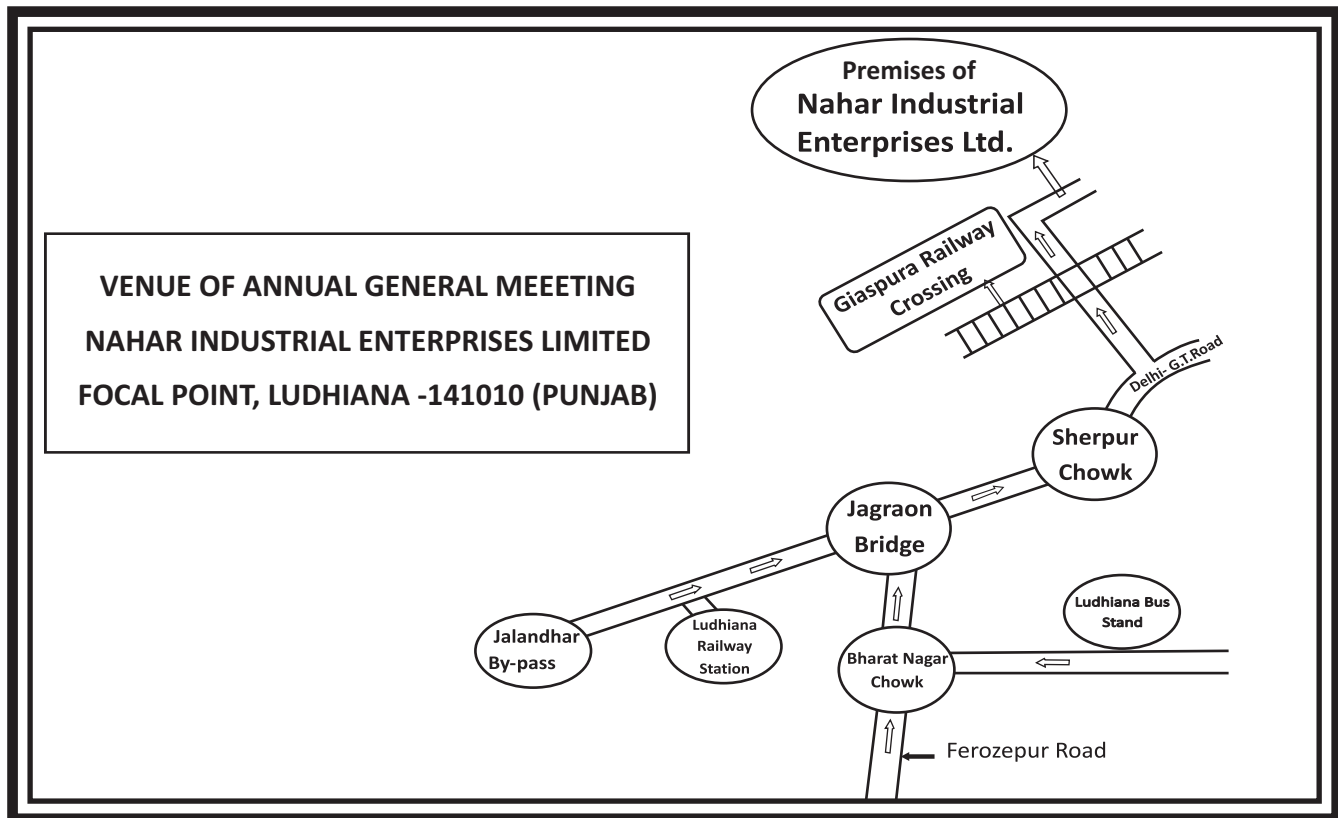 Premises of
Nahar Industrial
Enterprises Ltd.
VENUE OF ANNUAL GENERAL MEEETING
NAHAR INDUSTRIAL ENTERPRISES LIMITED
FOCAL POINT, LUDHIANA -141010 (PUNJAB)
Giaspura Railway
Crossing
Delhi- G.T.Road
Sherpur
Chowk
Jagraon
Bridge
Jalandhar
By-pass
Ludhiana
Railway
Station
Ludhiana Bus
Stand
Bharat Nagar
Chowk
Ferozepur Road